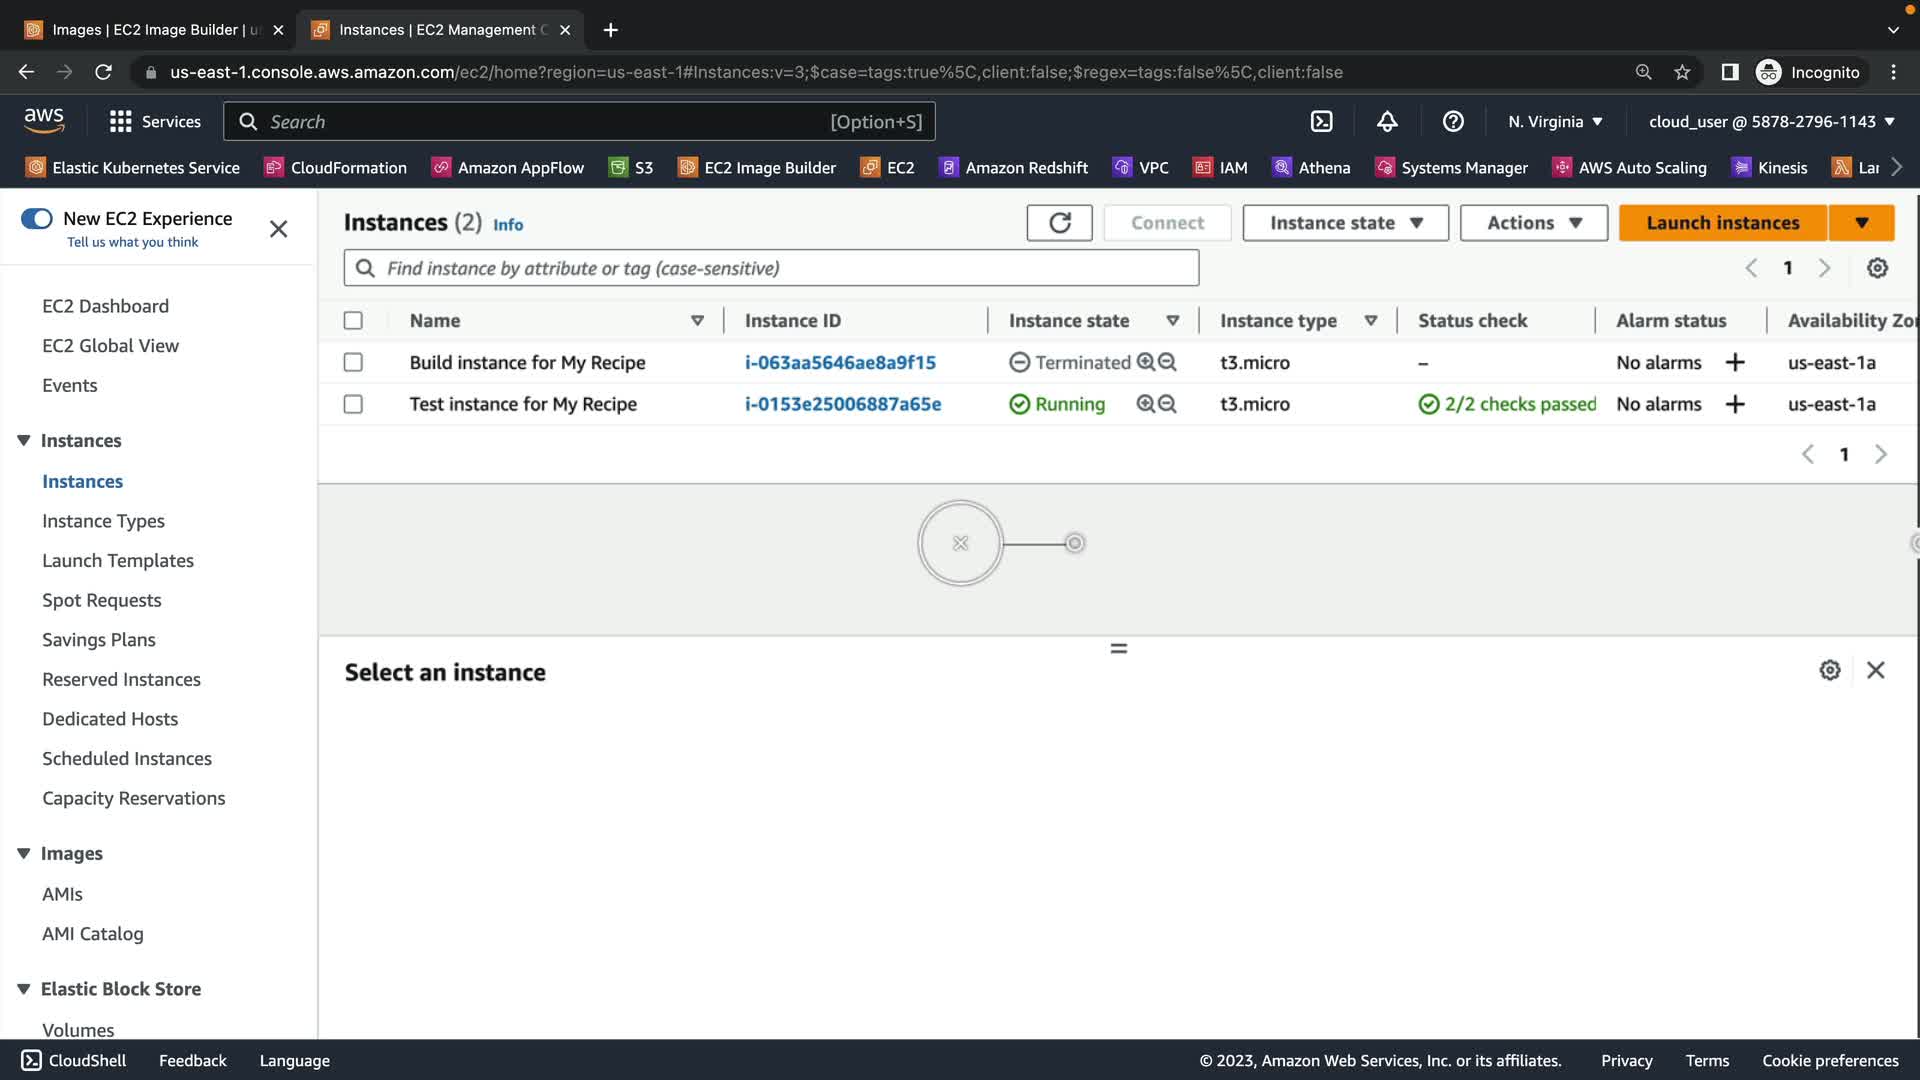 Images | EC2 Image Builder | us
Instances | EC2 Management C
us-east-1.console.aws.amazon.com/ec2/home?region=us-east-1#Instances:v=3;$case=tags:true%5C,client:false;$regex=tags:false%5C,client:false
Incognito
aws
Services
Search
[Option+S]
N. Virginia
cloud_user @ 5878-2796-1143
Elastic Kubernetes Service
CloudFormation
Amazon AppFlow
S3
EC2 Image Builder
EC2
Amazon Redshift
VPC
IAM
Athena
Systems Manager
AWS Auto Scaling
Kinesis
Lar
New EC2 Experience
Tell us what you think
EC2 Dashboard
EC2 Global View
Events
Instances
Instances
Instance Types
Launch Templates
Spot Requests
Savings Plans
Reserved Instances
Dedicated Hosts
Scheduled Instances
Capacity Reservations
Images
AMIs
AMI Catalog
Elastic Block Store
Volumes
Instances (2) Info
Connect
Instance state
Actions
Launch instances
Find instance by attribute or tag (case-sensitive)
1
Name Instance ID Instance state Instance type Status check Alarm status Availability Zo
Build instance for My Recipe i-063aa5646ae8a9f15 Terminated t3.micro – No alarms + us-east-1a
Test instance for My Recipe i-0153e25006887a65e Running t3.micro 2/2 checks passed No alarms + us-east-1a
1
Select an instance
CloudShell
Feedback
Language
© 2023, Amazon Web Services, Inc. or its affiliates.
Privacy
Terms
Cookie preferences